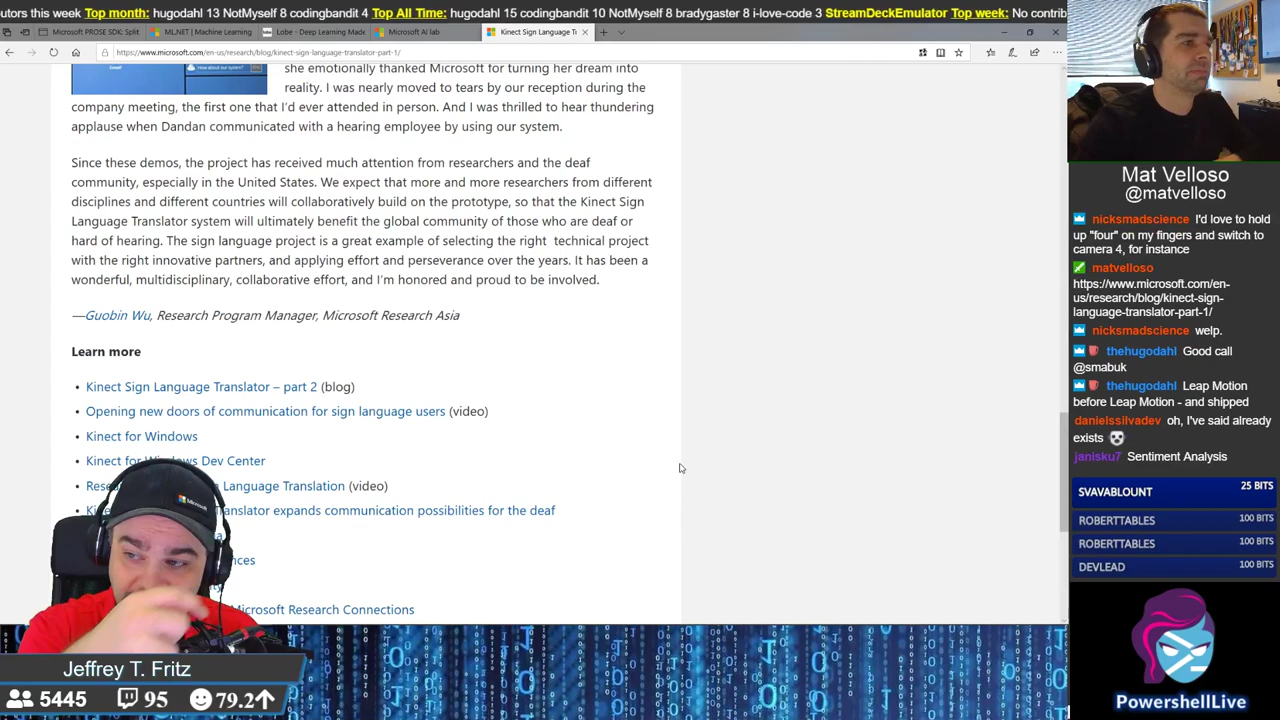 utors this week Top month: hugodahl 13 NotMyself 8 codingbandit 4 Top All Time: hugodahl 15 codingbandit 10 NotMyself 8 bradygaster 8 i-love-code 3 StreamDeckEmulator Top week: No contrib
Microsoft PROSE SDK: Split
ML.NET | Machine Learning
Lobe - Deep Learning Made
Microsoft AI lab
Kinect Sign Language Tr
https://www.microsoft.com/en-us/research/blog/kinect-sign-language-translator-part-1/
How about our system?
she emotionally thanked Microsoft for turning her dream into
reality. I was nearly moved to tears by our reception during the
company meeting, the first one that I'd ever attended in person. And I was thrilled to hear thundering
applause when Dandan communicated with a hearing employee by using our system.
Since these demos, the project has received much attention from researchers and the deaf
community, especially in the United States. We expect that more and more researchers from different
disciplines and different countries will collaboratively build on the prototype, so that the Kinect Sign
Language Translator system will ultimately benefit the global community of those who are deaf or
hard of hearing. The sign language project is a great example of selecting the right technical project
with the right innovative partners, and applying effort and perseverance over the years. It has been a
wonderful, multidisciplinary, collaborative effort, and I'm honored and proud to be involved.
—Guobin Wu, Research Program Manager, Microsoft Research Asia
Learn more
• Kinect Sign Language Translator – part 2 (blog)
• Opening new doors of communication for sign language users (video)
• Kinect for Windows
• Kinect for Windows Dev Center
• Rese Language Translation (video)
• Ki anslator expands communication possibilities for the deaf
ences
Microsoft Research Connections
Microsoft
Jeffrey T. Fritz
5445 95 79.2
Mat Velloso
@matvelloso
nicksmadscience I'd love to hold
up "four" on my fingers and switch to
camera 4, for instance
matvelloso
https://www.microsoft.com/en-
us/research/blog/kinect-sign-
language-translator-part-1/
nicksmadscience welp.
thehugodahl Good call
@smabuk
thehugodahl Leap Motion
before Leap Motion - and shipped
danielssilvadev oh, I've said already
exists
janisku7 Sentiment Analysis
SVAVABLOUNT 25 BITS
ROBERTTABLES 100 BITS
ROBERTTABLES 100 BITS
DEVLEAD 100 BITS
PowershellLive